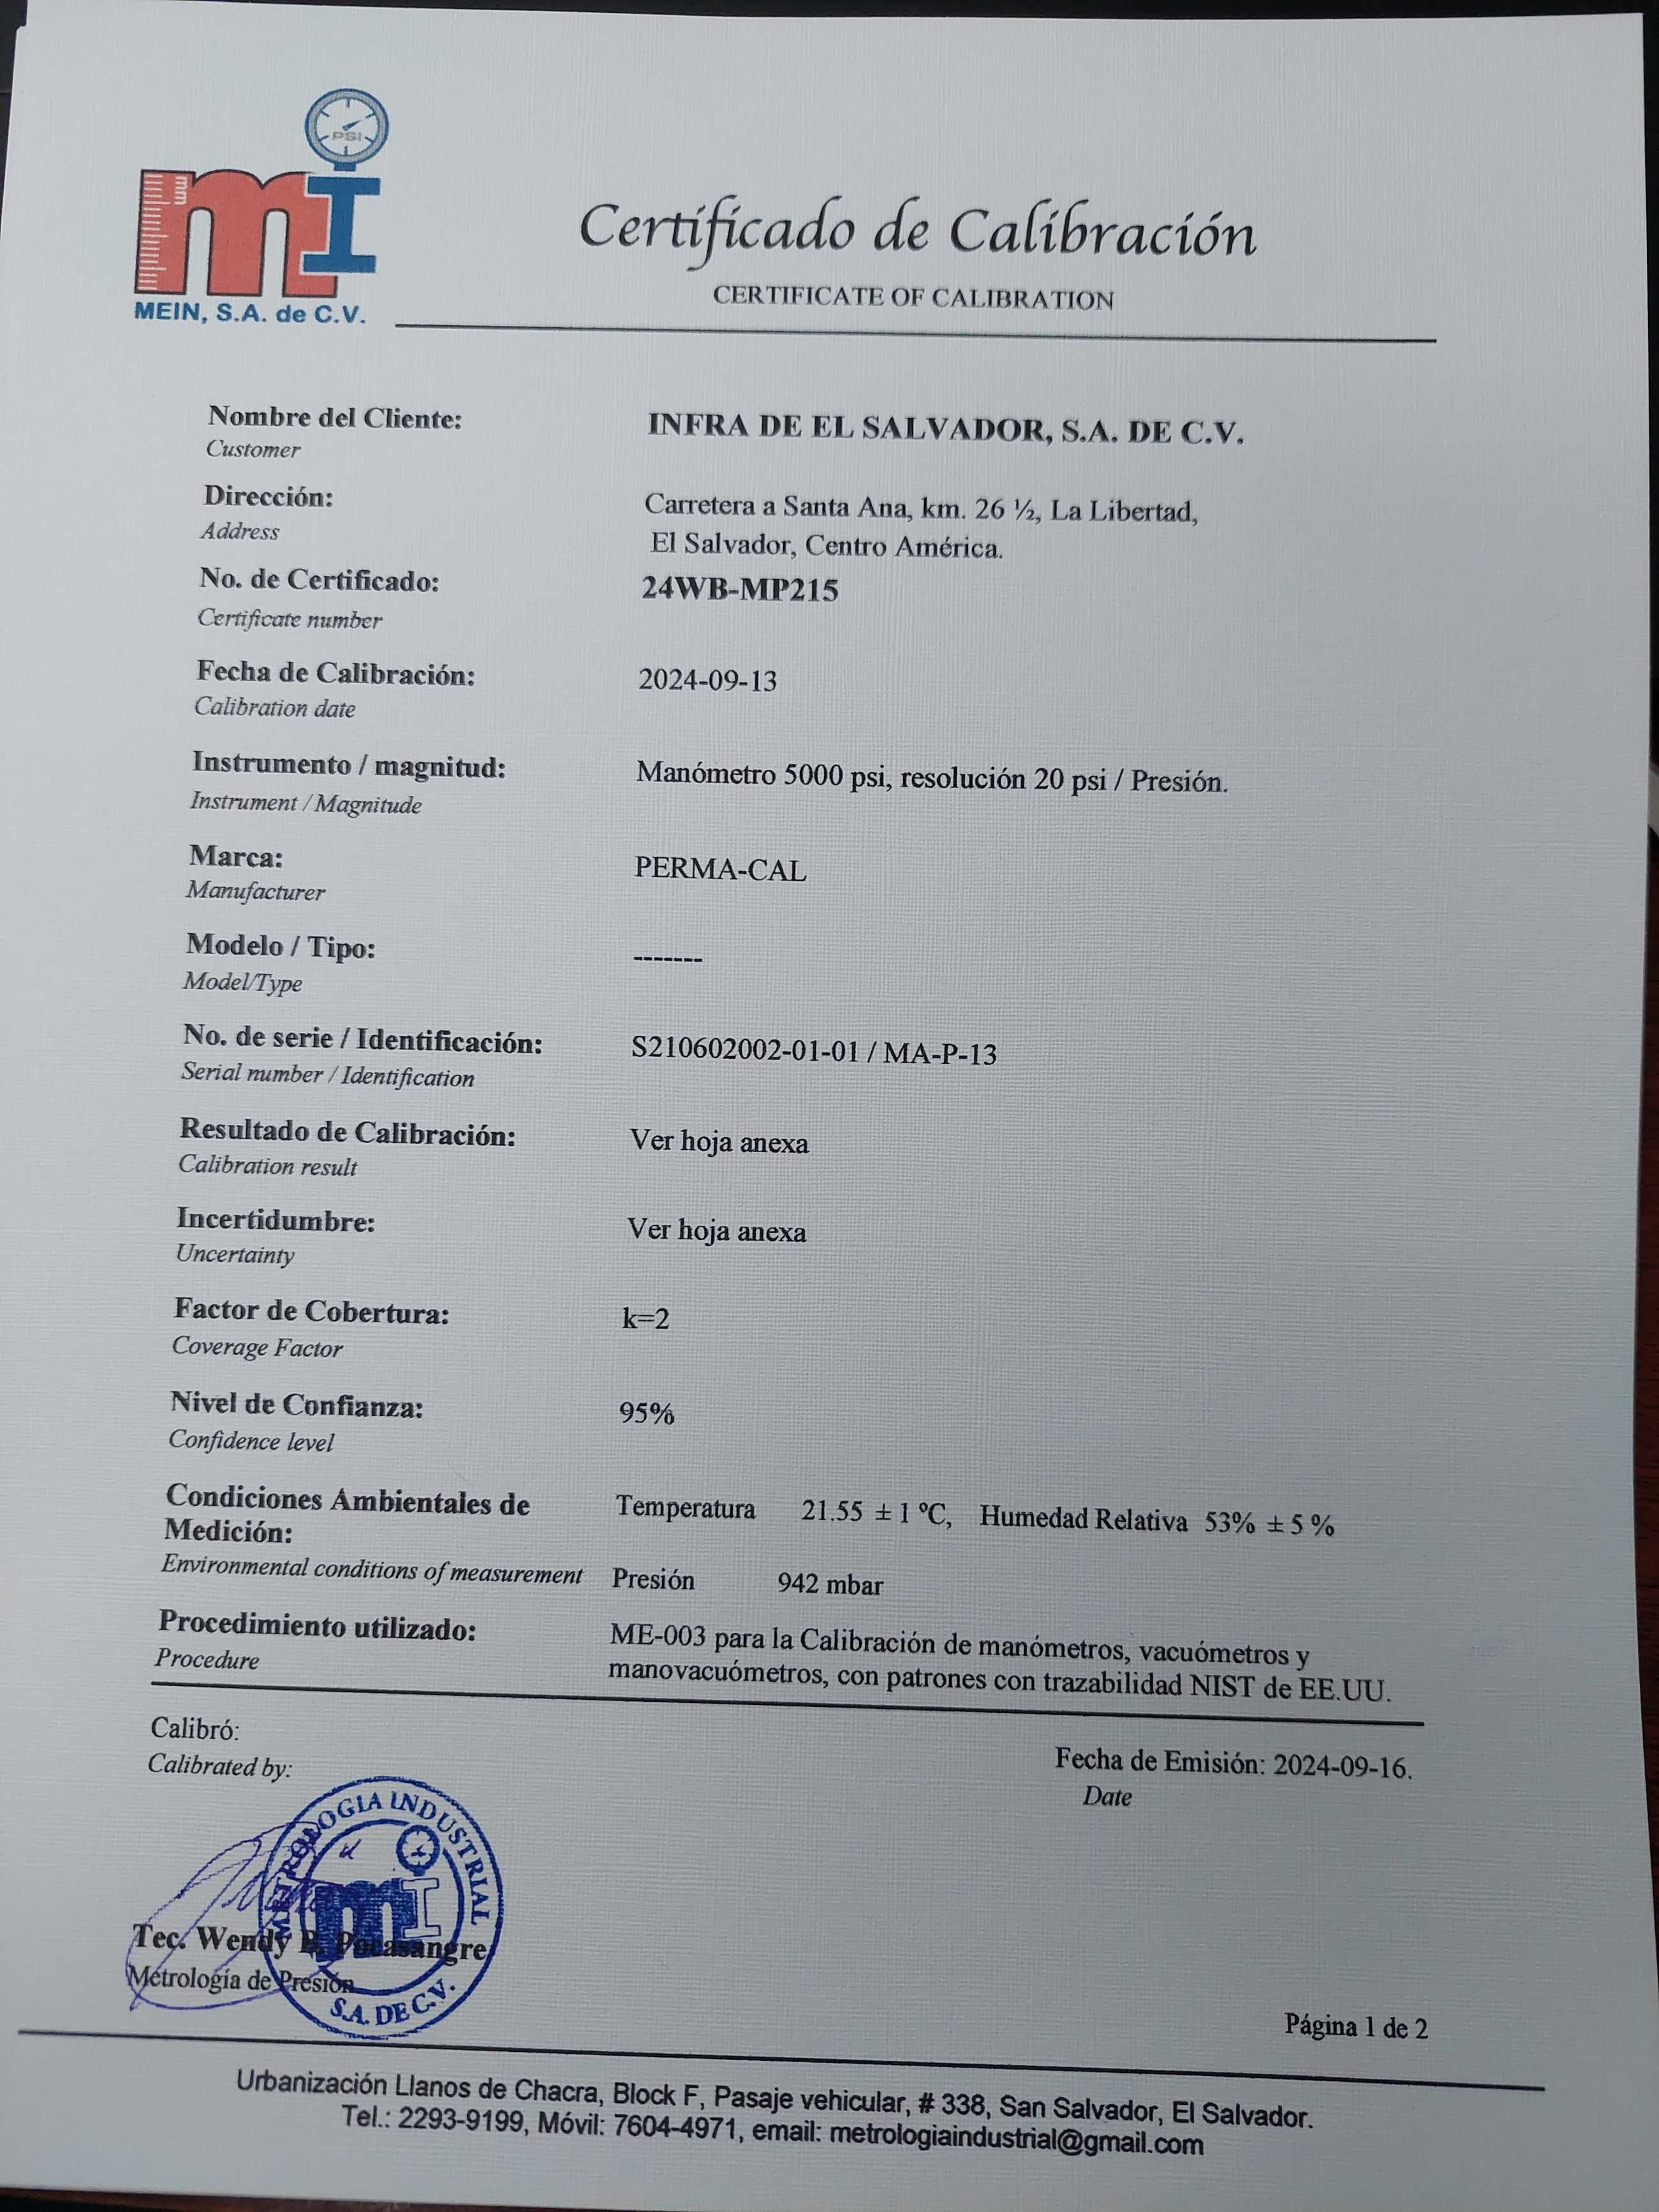 PSI
mm
mI
MEIN, S.A. de C.V.
Certificado de Calibración
CERTIFICATE OF CALIBRATION
Nombre del Cliente: INFRA DE EL SALVADOR, S.A. DE C.V.
Customer
Dirección: Carretera a Santa Ana, km. 26 ½, La Libertad,
Address El Salvador, Centro América.
No. de Certificado: 24WB-MP215
Certificate number
Fecha de Calibración: 2024-09-13
Calibration date
Instrumento / magnitud: Manómetro 5000 psi, resolución 20 psi / Presión.
Instrument / Magnitude
Marca: PERMA-CAL
Manufacturer
Modelo / Tipo: -------
Model/Type
No. de serie / Identificación: S210602002-01-01 / MA-P-13
Serial number / Identification
Resultado de Calibración: Ver hoja anexa
Calibration result
Incertidumbre: Ver hoja anexa
Uncertainty
Factor de Cobertura: k=2
Coverage Factor
Nivel de Confianza: 95%
Confidence level
Condiciones Ambientales de Temperatura 21.55 ± 1 ºC, Humedad Relativa 53% ± 5 %
Medición:
Environmental conditions of measurement Presión 942 mbar
Procedimiento utilizado: ME-003 para la Calibración de manómetros, vacuómetros y
Procedure manovacuómetros, con patrones con trazabilidad NIST de EE.UU.
Calibró:
Calibrated by:
Fecha de Emisión: 2024-09-16.
Date
METROLOGIA INDUSTRIAL
mI
S.A. DE C.V.
Tec. Wendy B. Pocasangre
Metrología de Presión
Página 1 de 2
Urbanización Llanos de Chacra, Block F, Pasaje vehicular, # 338, San Salvador, El Salvador.
Tel.: 2293-9199, Móvil: 7604-4971, email: metrologiaindustrial@gmail.com